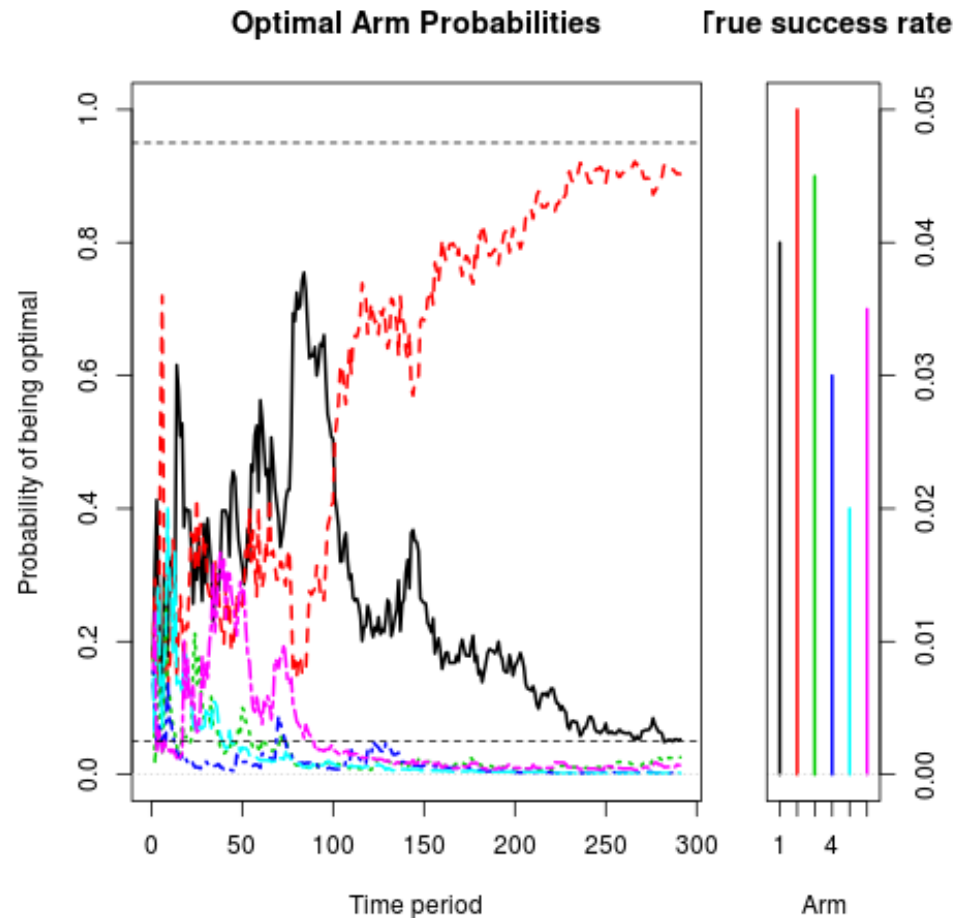 Optimal Arm Probabilities
True success rate
Probability of being optimal
1.0
0.8
0.6
0.4
0.2
0.0
0 50 100 150 200 250 300
Time period
0.05
0.04
0.03
0.02
0.01
0.00
1 4
Arm